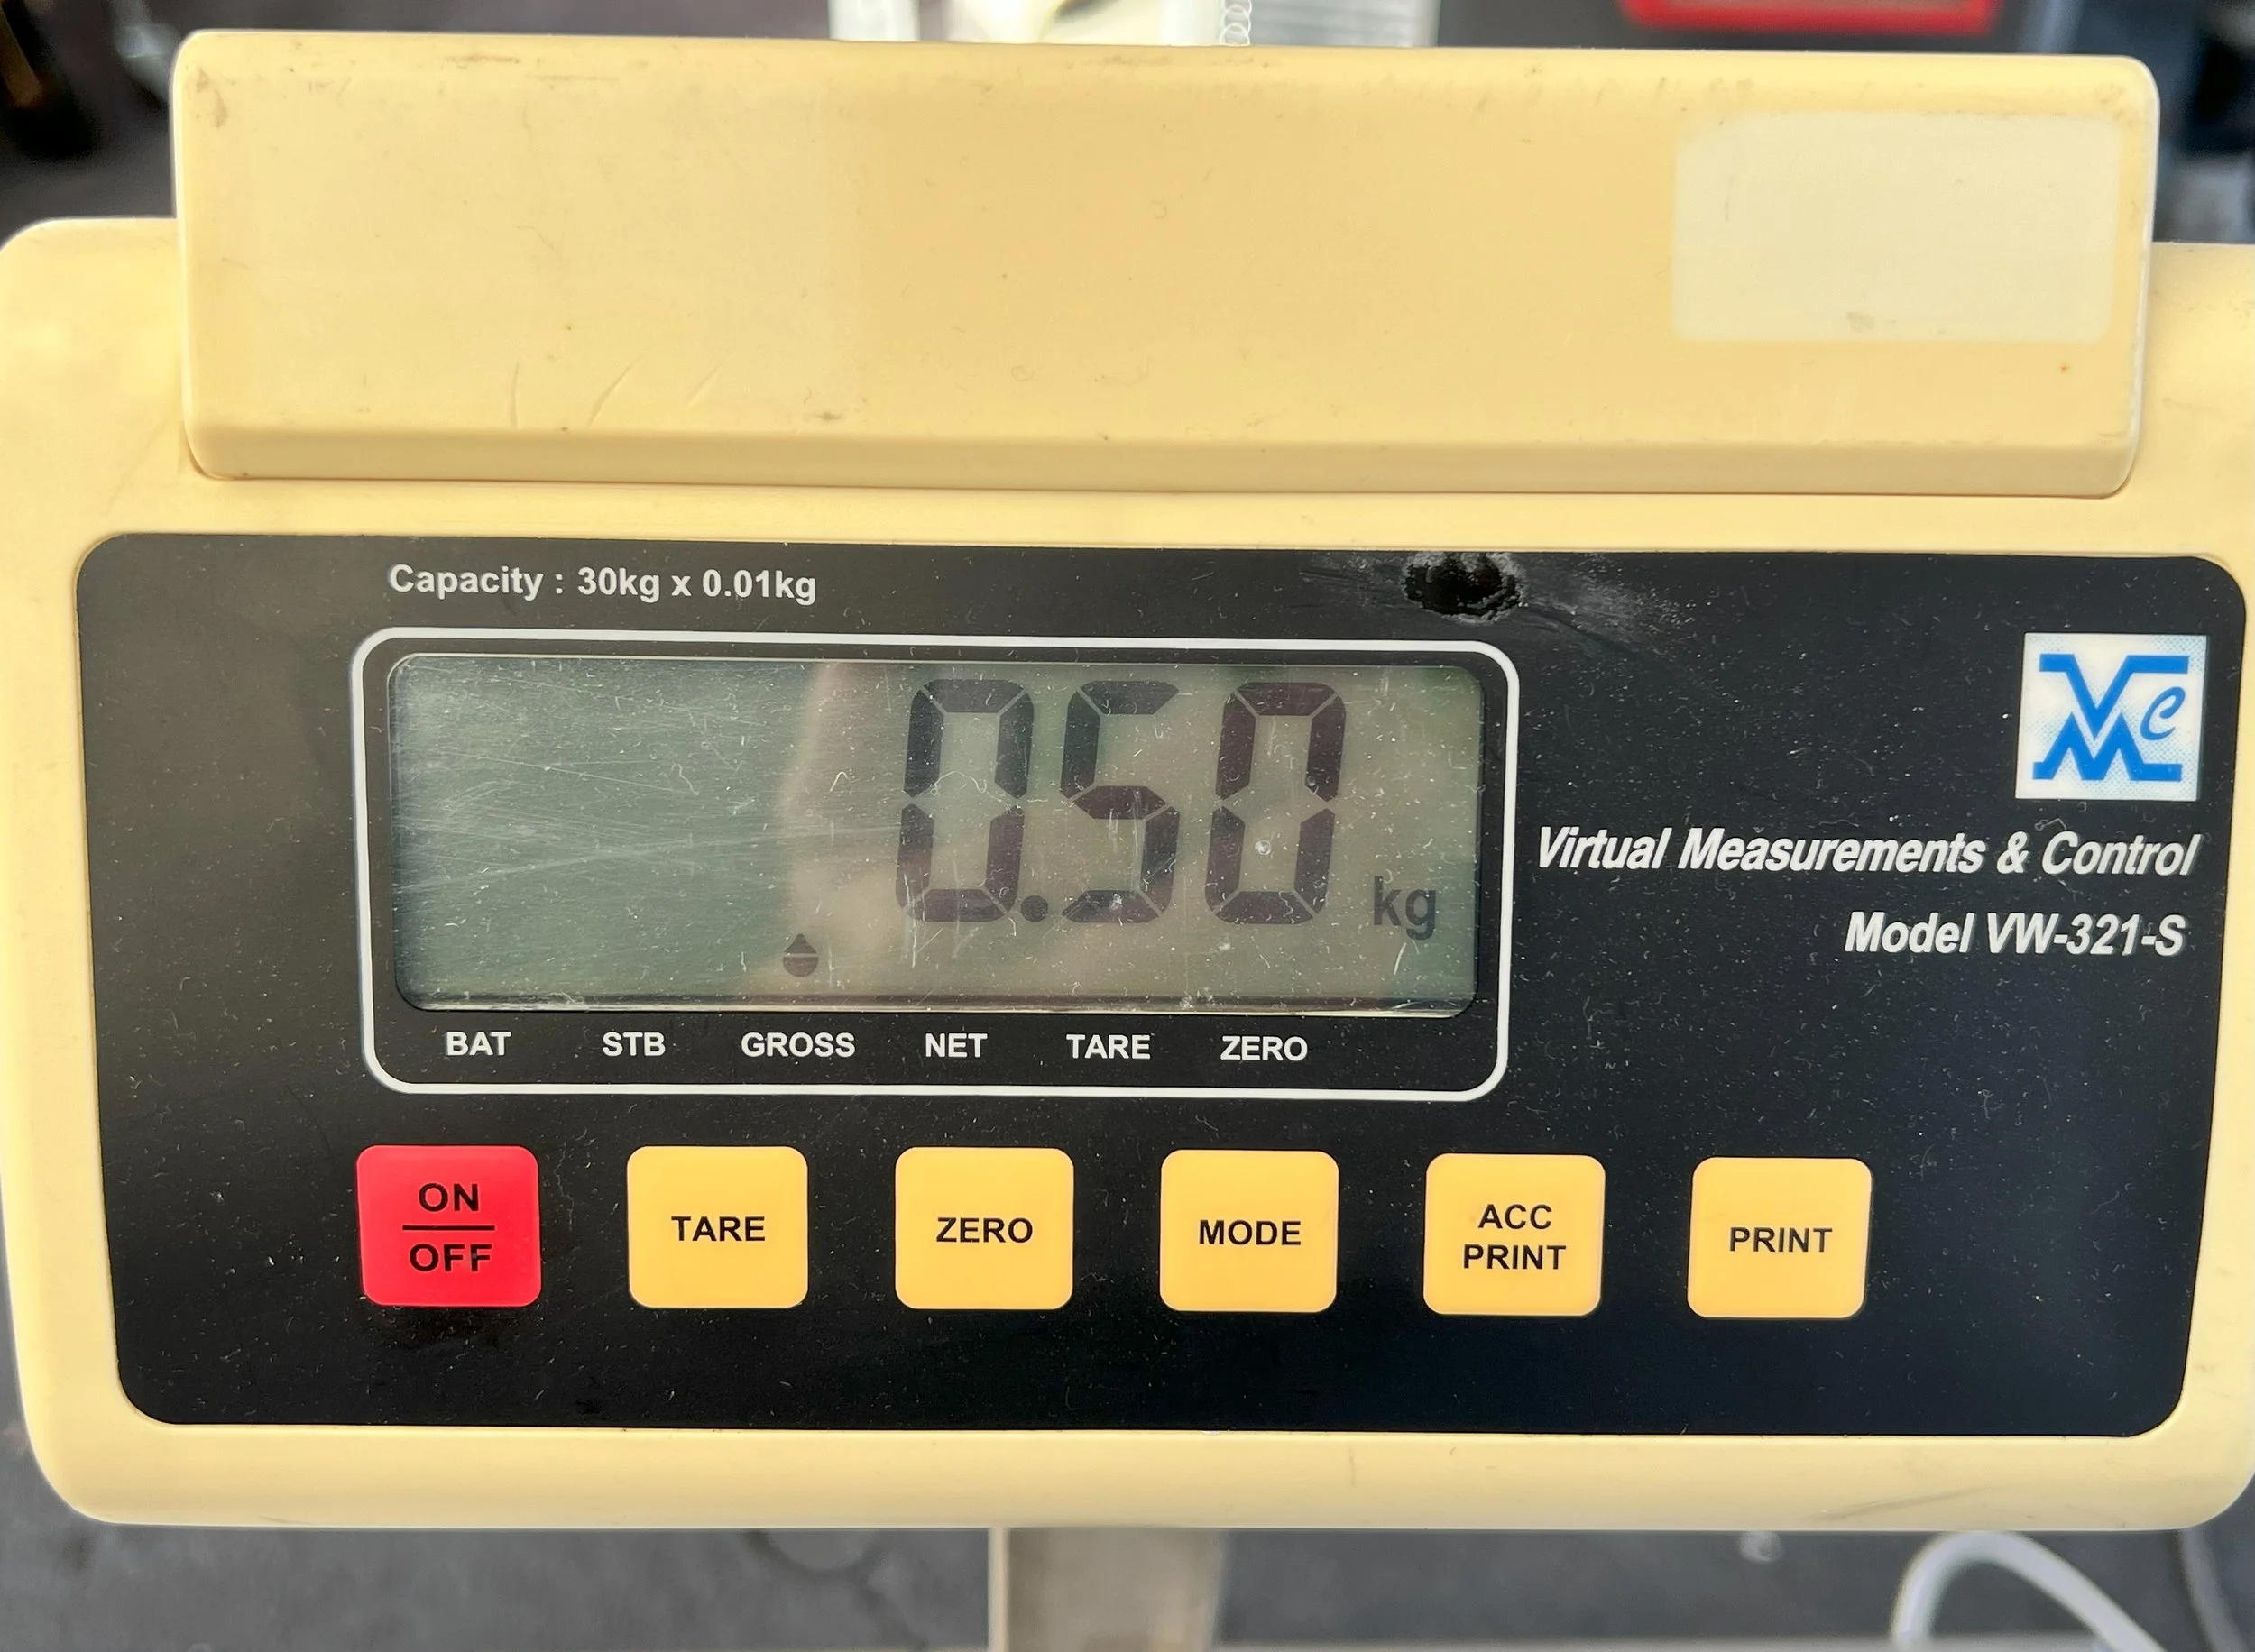 Capacity : 30kg x 0.01kg
0.50 kg
VMC
Virtual Measurements & Control
Model VW-321-S
BAT STB GROSS NET TARE ZERO
ON
OFF
TARE
ZERO
MODE
ACC
PRINT
PRINT